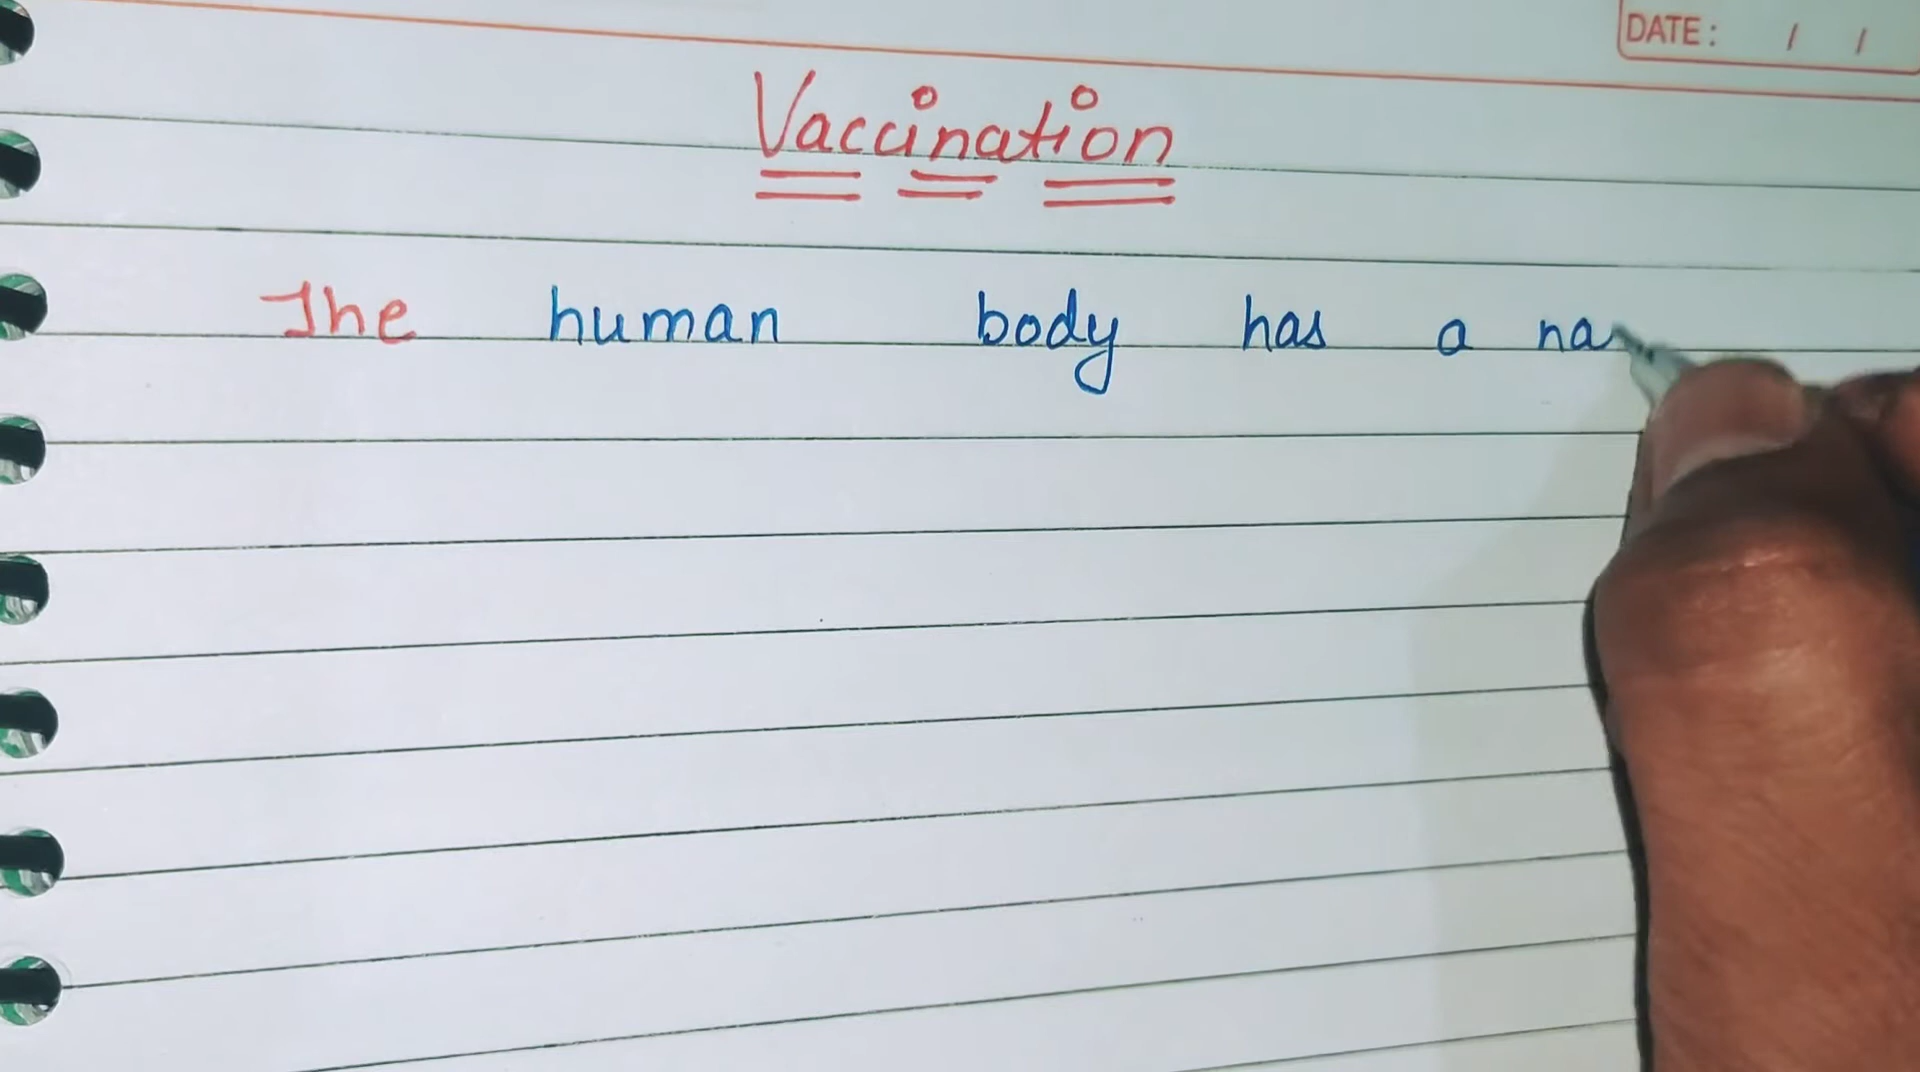 DATE: / /
Vaccination
The human body has a na